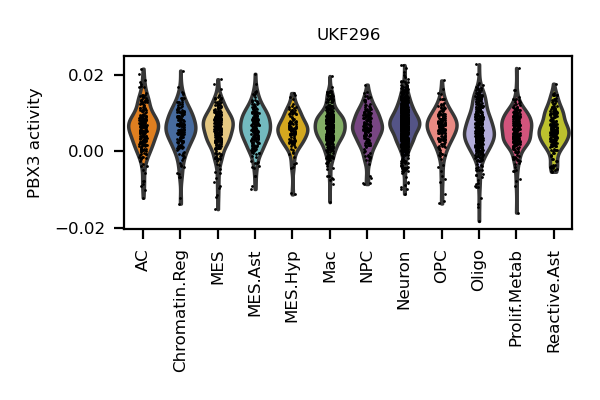 UKF296
PBX3 activity
0.02
0.00
−0.02
AC
Chromatin.Reg
MES
MES.Ast
MES.Hyp
Mac
NPC
Neuron
OPC
Oligo
Prolif.Metab
Reactive.Ast